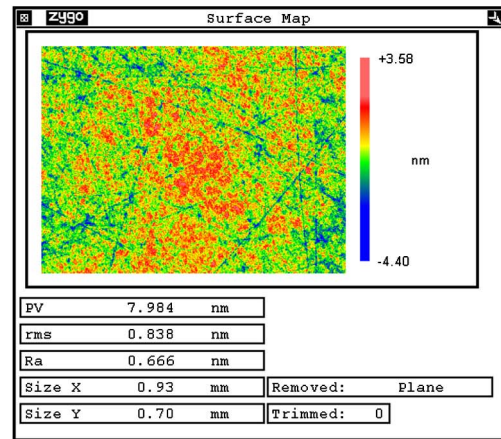 zygo Surface Map
+3.58
nm
-4.40
PV 7.984 nm
rms 0.838 nm
Ra 0.666 nm
Size X 0.93 mm Removed: Plane
Size Y 0.70 mm Trimmed: 0